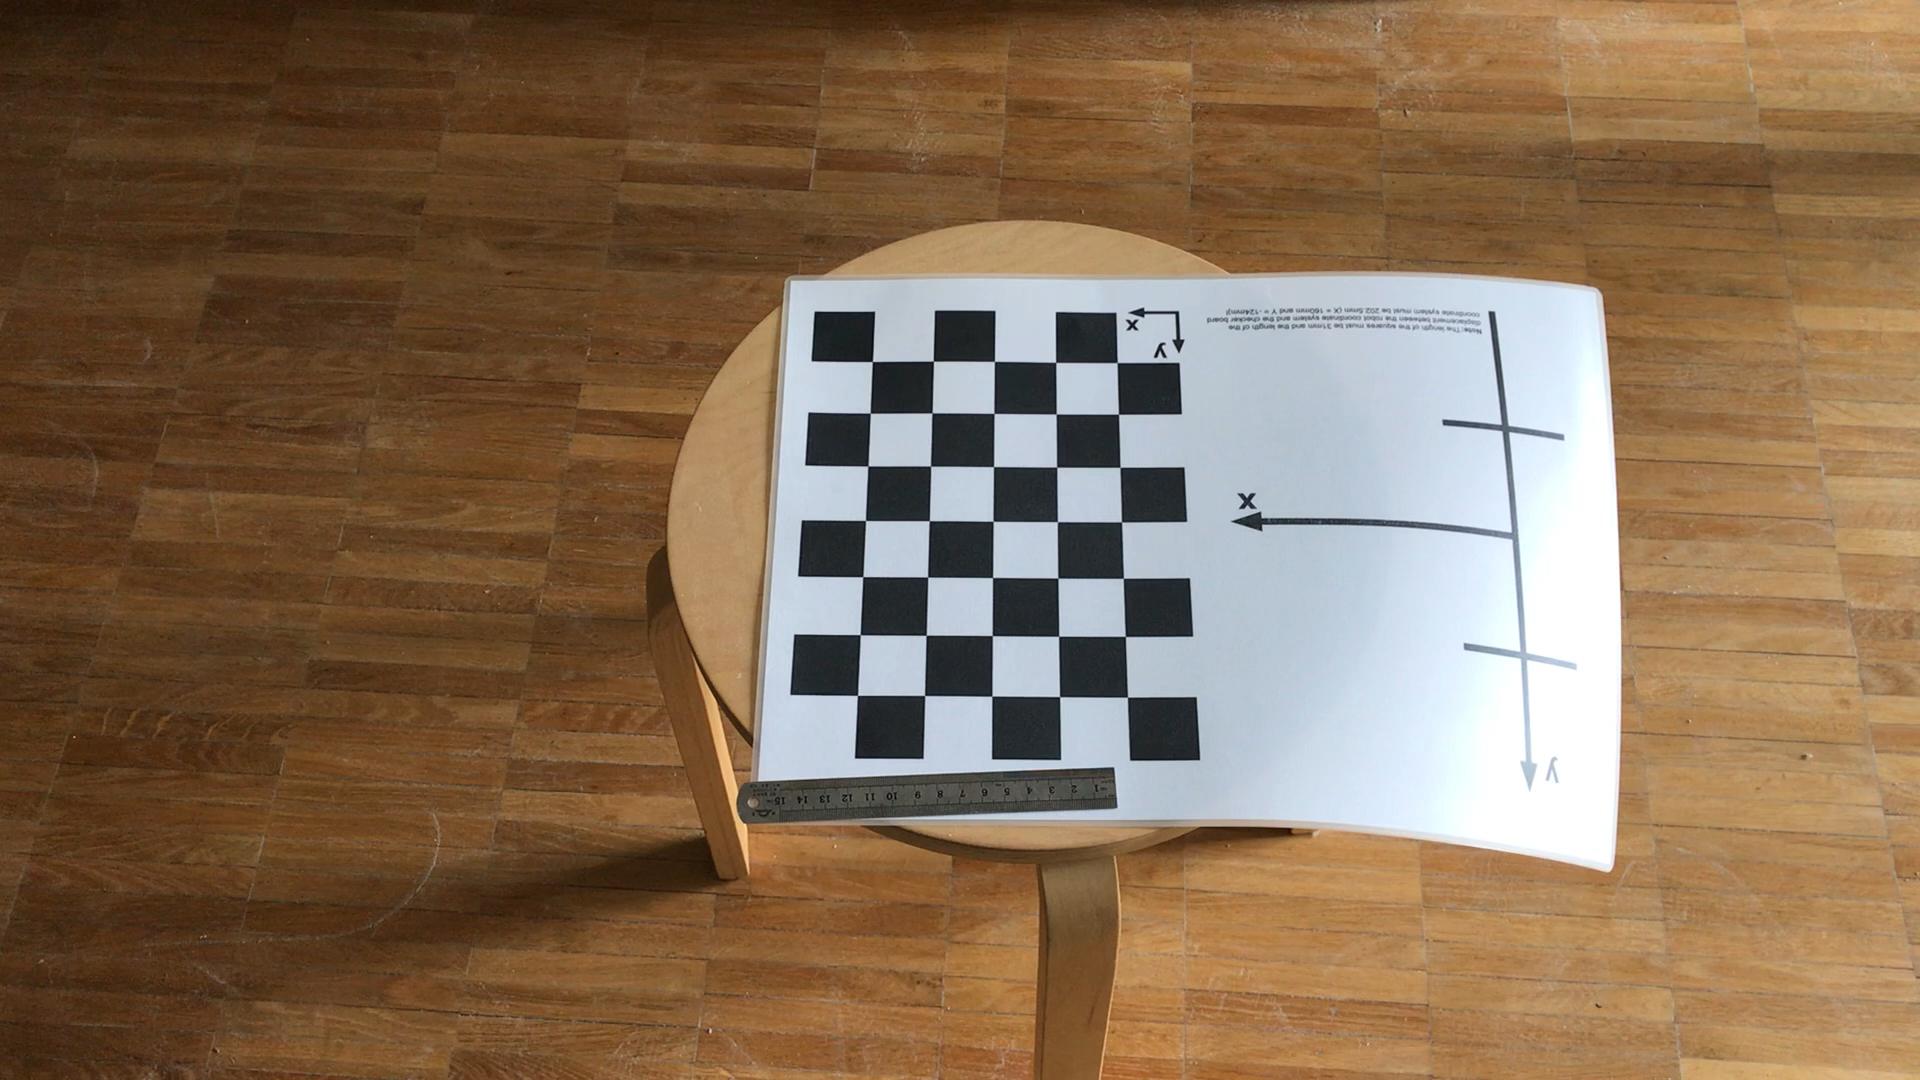 Note: The length of the squares must be 31mm and the length of the
displacement between the robot coordinate system and the checker board
coordinate system must be 202.5mm (X = 160mm and Y = -124mm)!
x
y
x
y
1 2 3 4 5 6 7 8 9 10 11 12 13 14 15